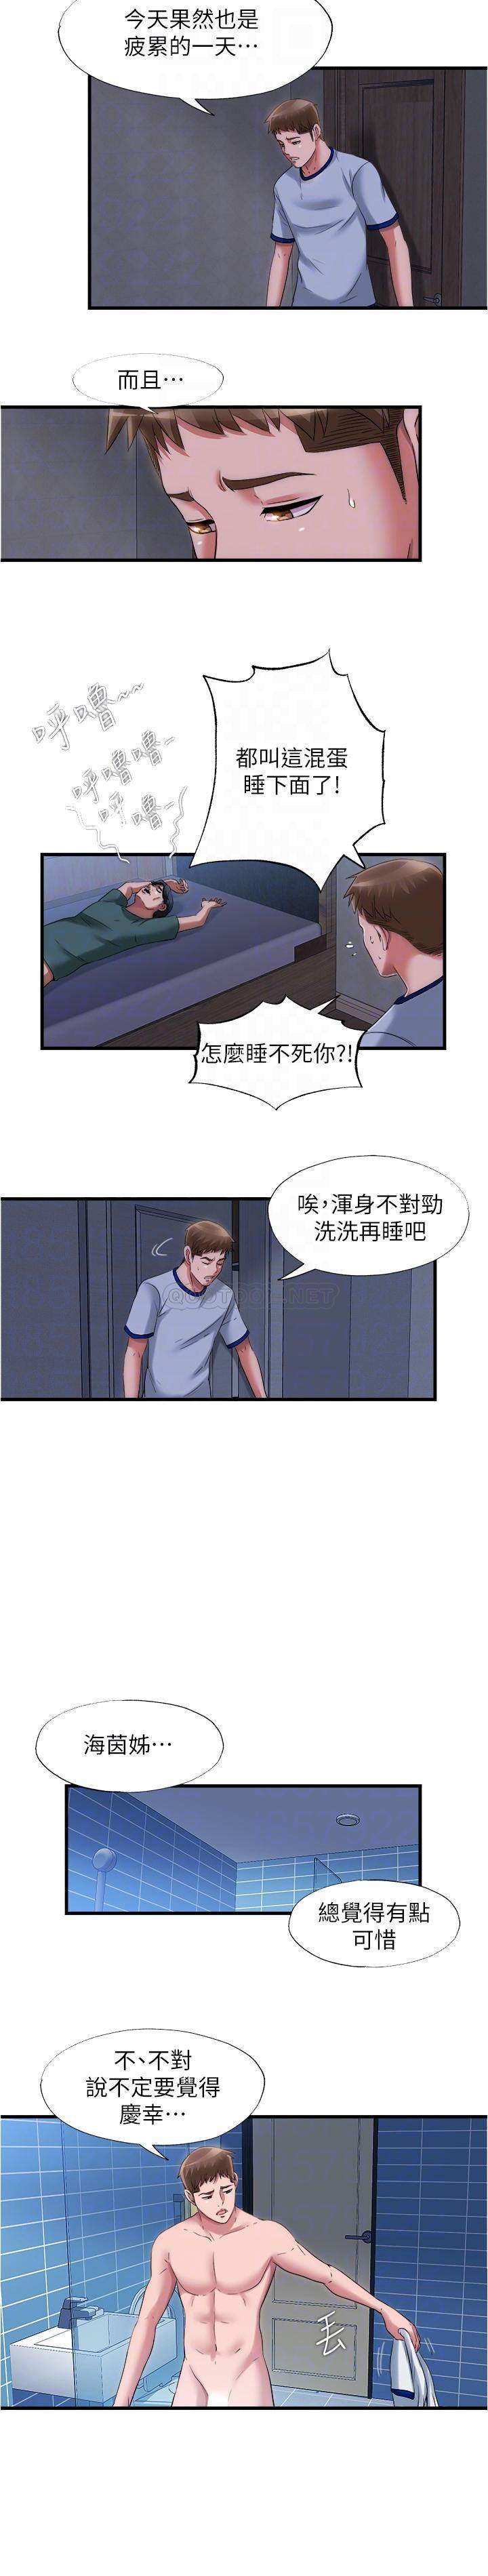 今天果然也是
疲累的一天…
而且…
呼嚕~~
呼嚕嚕~
呼嚕~
都叫這混蛋
睡下面了!
怎麼睡不死你?!
唉,渾身不對勁
洗洗再睡吧
海茵姊…
總覺得有點
可惜
不、不對
說不定要覺得
慶幸…
丟